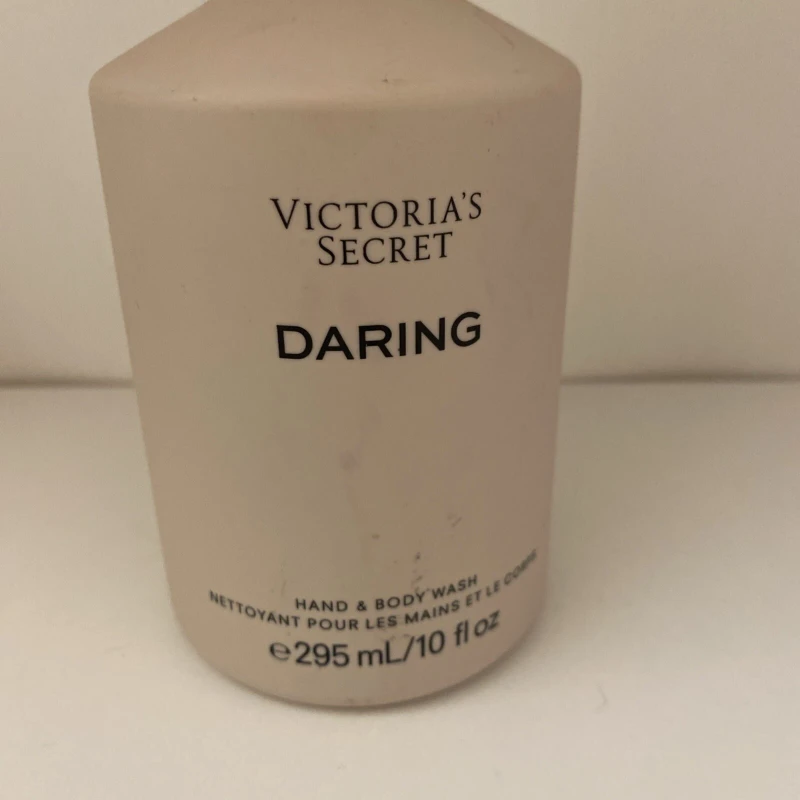 VICTORIA'S
SECRET
DARING
HAND & BODY WASH
NETTOYANT POUR LES MAINS ET LE CORPS
℮295 mL/10 fl oz